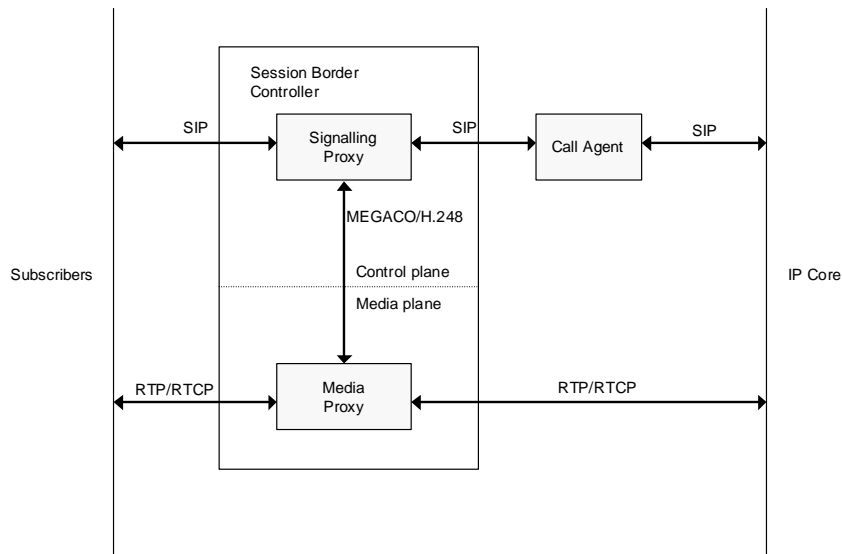 Session Border
Controller
SIP
Signalling
Proxy
SIP
Call Agent
SIP
MEGACO/H.248
Subscribers
Control plane
Media plane
IP Core
RTP/RTCP
Media
Proxy
RTP/RTCP